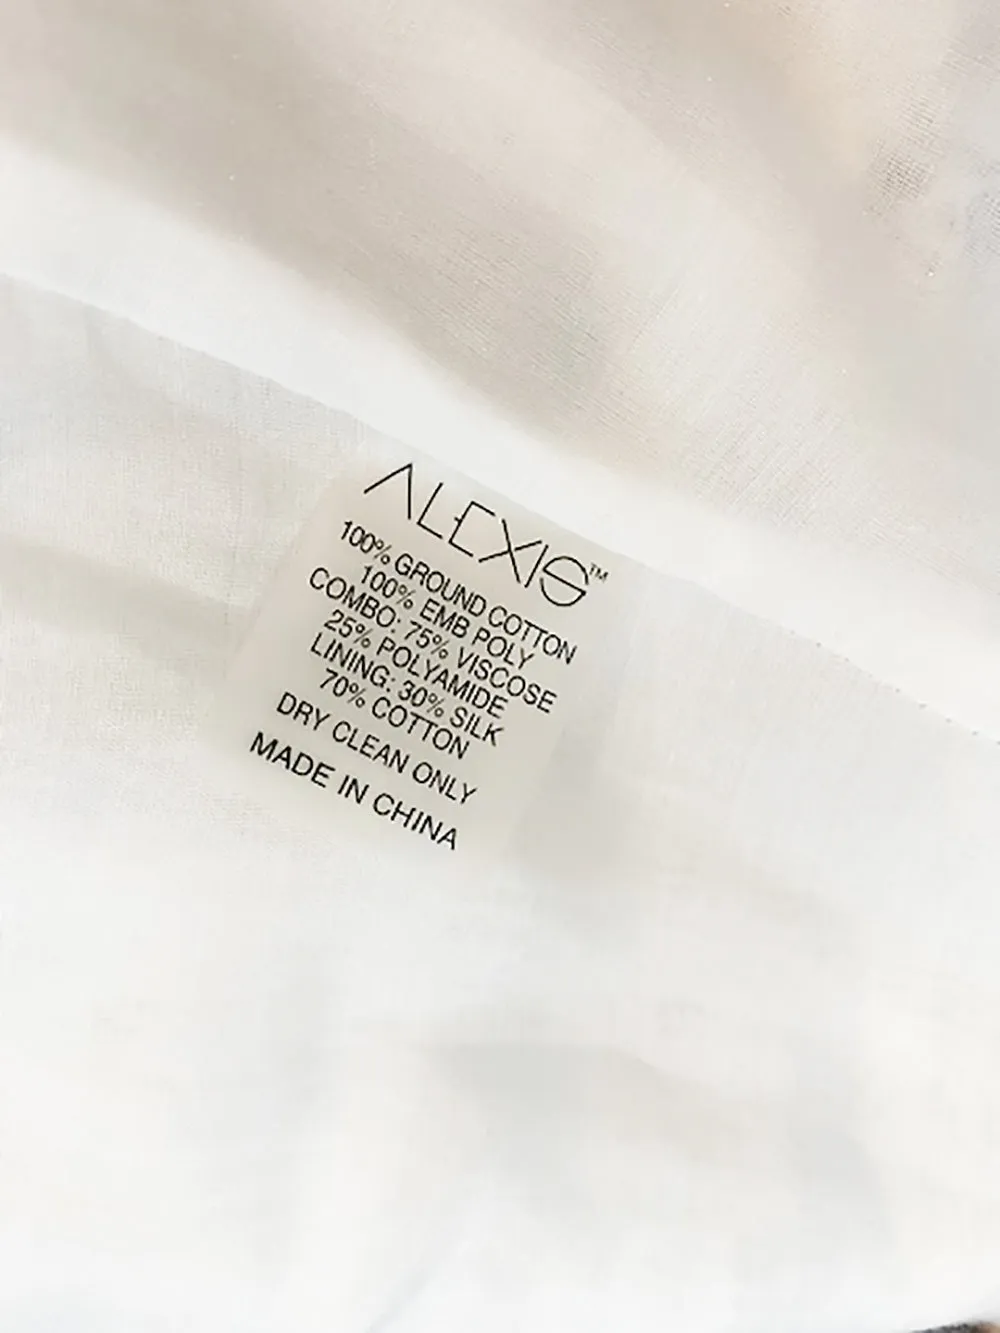 ALEXIS™
100% GROUND COTTON
100% EMB POLY
COMBO: 75% VISCOSE
25% POLYAMIDE
LINING: 30% SILK
70% COTTON
DRY CLEAN ONLY
MADE IN CHINA